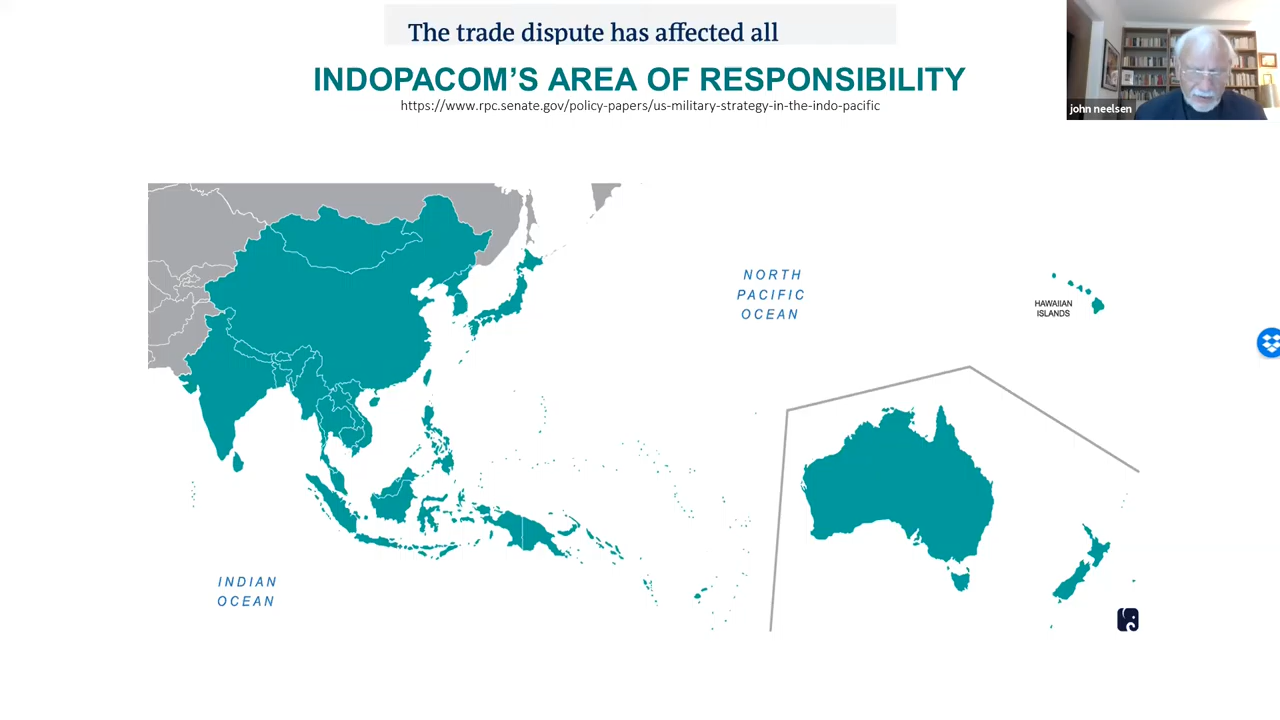 The trade dispute has affected all
INDOPACOM’S AREA OF RESPONSIBILITY
https://www.rpc.senate.gov/policy-papers/us-military-strategy-in-the-indo-pacific
john neelsen
NORTH
PACIFIC
OCEAN
HAWAIIAN
ISLANDS
INDIAN
OCEAN